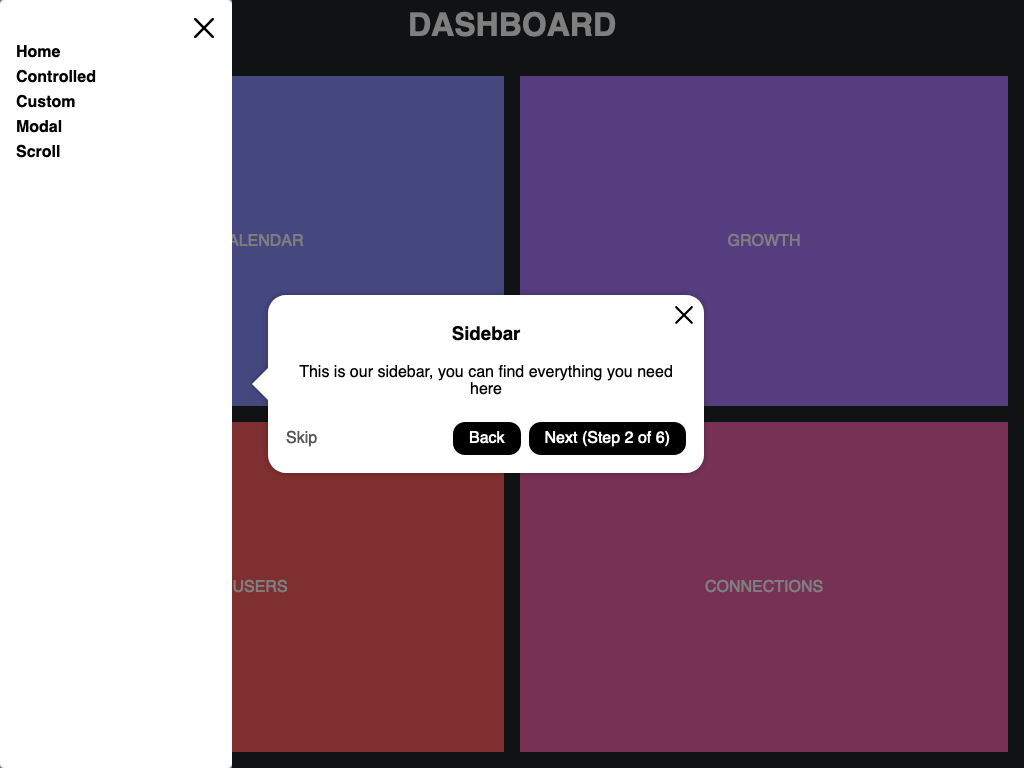 DASHBOARD
Home
Controlled
Custom
Modal
Scroll
ALENDAR
GROWTH
Sidebar
This is our sidebar, you can find everything you need
here
Skip
Back
Next (Step 2 of 6)
USERS
CONNECTIONS